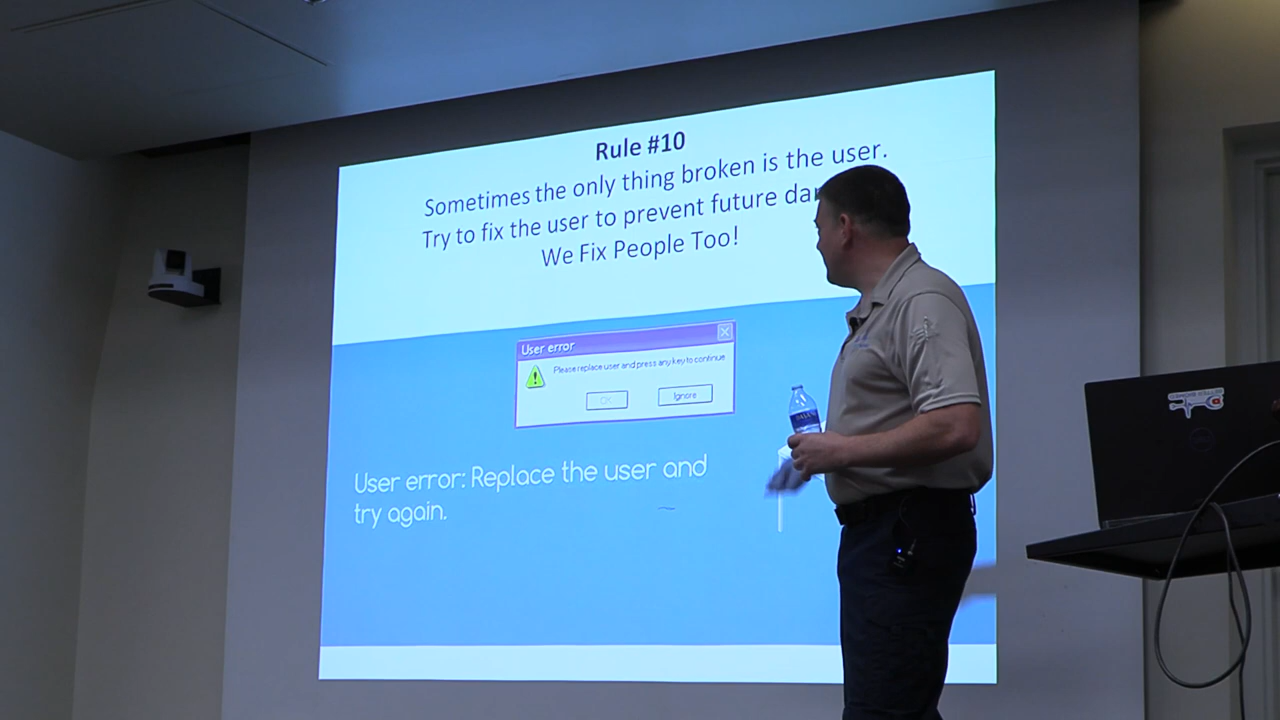 Rule #10
Sometimes the only thing broken is the user.
Try to fix the user to prevent future
We Fix People Too!
User error
Please replace user and press any key to continue
OK
Ignore
User error: Replace the user and
try again.